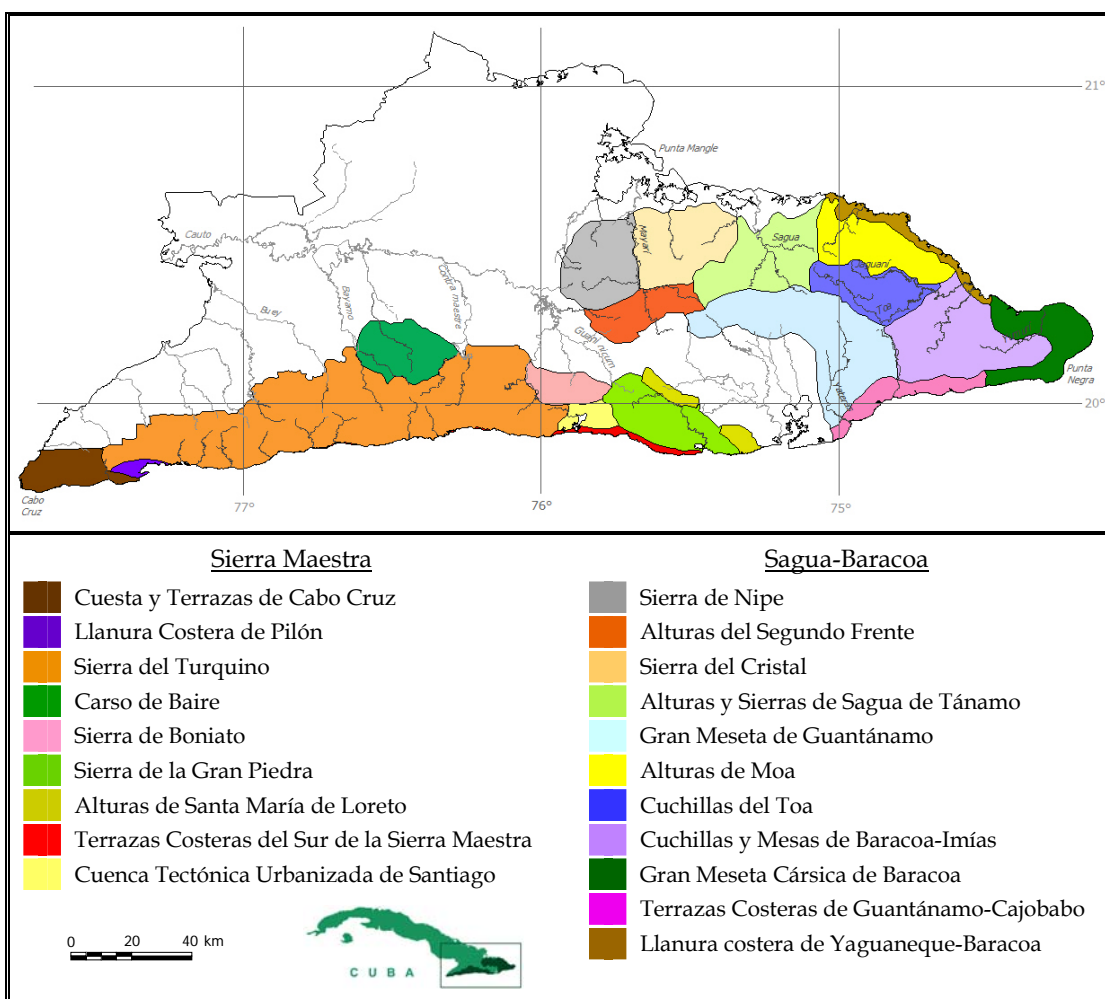 21°
Punta Mangle
Cauto
Mayarí
Sagua
Contra maestre
Bayamo
Buey
Toa
Punta
Negra
20°
Cabo
Cruz
77°
76°
75°
Sierra Maestra
Cuesta y Terrazas de Cabo Cruz
Llanura Costera de Pilón
Sierra del Turquino
Carso de Baire
Sierra de Boniato
Sierra de la Gran Piedra
Alturas de Santa María de Loreto
Terrazas Costeras del Sur de la Sierra Maestra
Cuenca Tectónica Urbanizada de Santiago
0 20 40 km
CUBA
Sagua-Baracoa
Sierra de Nipe
Alturas del Segundo Frente
Sierra del Cristal
Alturas y Sierras de Sagua de Tánamo
Gran Meseta de Guantánamo
Alturas de Moa
Cuchillas del Toa
Cuchillas y Mesas de Baracoa-Imías
Gran Meseta Cársica de Baracoa
Terrazas Costeras de Guantánamo-Cajobabo
Llanura costera de Yaguaneque-Baracoa